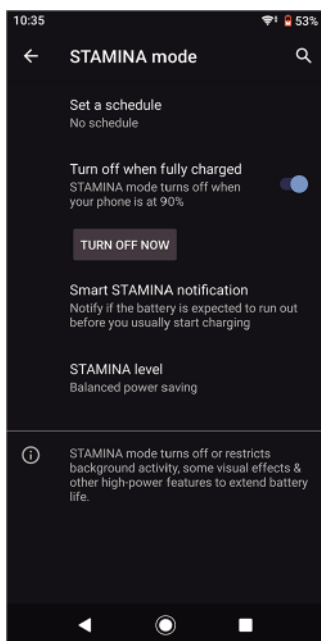 10:35 53%
STAMINA mode
Set a schedule
No schedule
Turn off when fully charged
STAMINA mode turns off when
your phone is at 90%
TURN OFF NOW
Smart STAMINA notification
Notify if the battery is expected to run out
before you usually start charging
STAMINA level
Balanced power saving
STAMINA mode turns off or restricts
background activity, some visual effects &
other high-power features to extend battery
life.